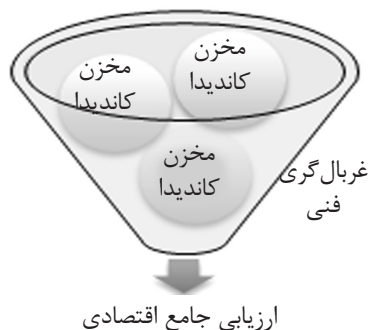 مخزن
کاندیدا
مخزن
کاندیدا
مخزن
کاندیدا
غربال‌گری
فنی
ارزیابی جامع اقتصادی